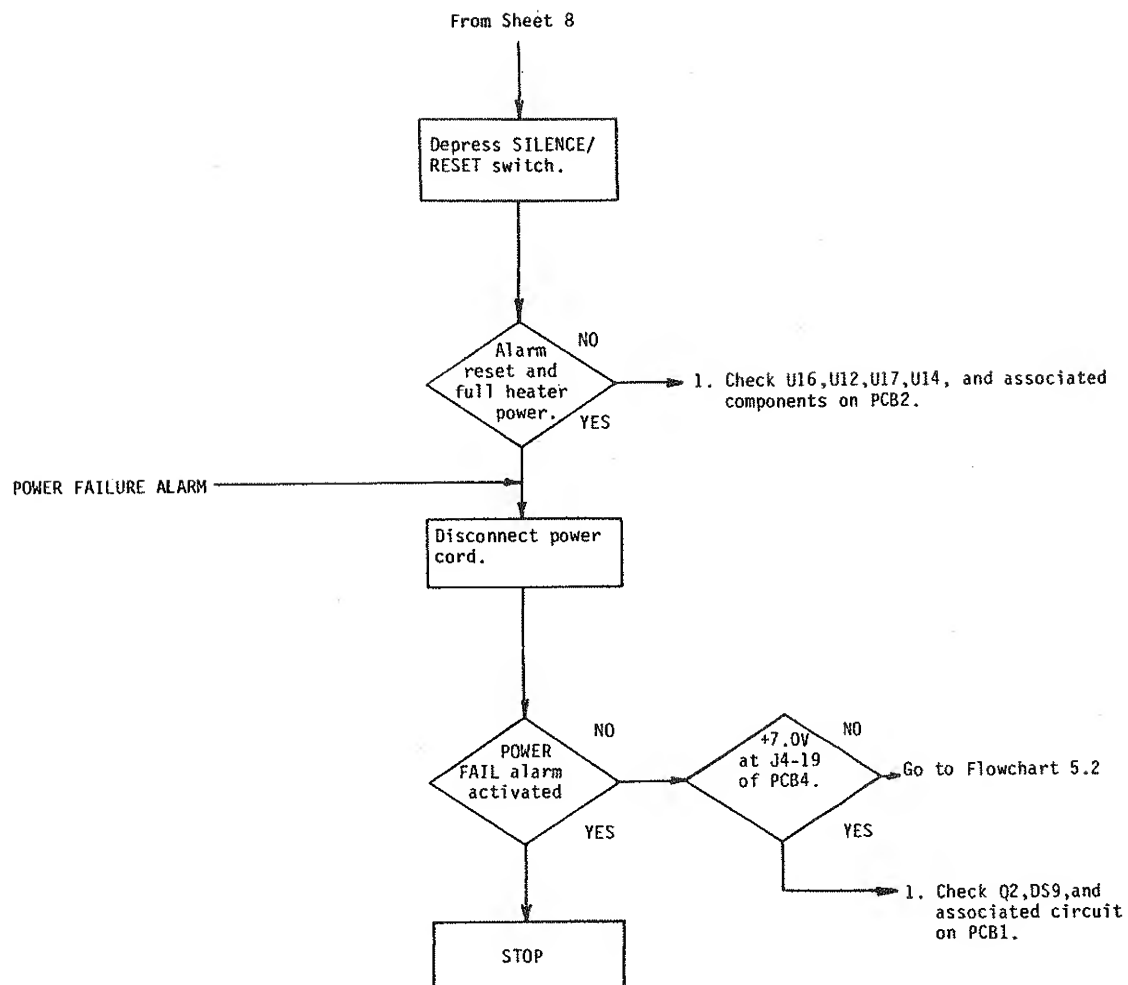 From Sheet 8
Depress SILENCE/
RESET switch.
NO
Alarm
reset and
full heater
power.
YES
1. Check U16,U12,U17,U14, and associated
components on PCB2.
POWER FAILURE ALARM
Disconnect power
cord.
NO
POWER
FAIL alarm
activated
YES
NO
+7.0V
at J4-19
of PCB4.
YES
Go to Flowchart 5.2
1. Check Q2,DS9,and
associated circuit
on PCB1.
STOP